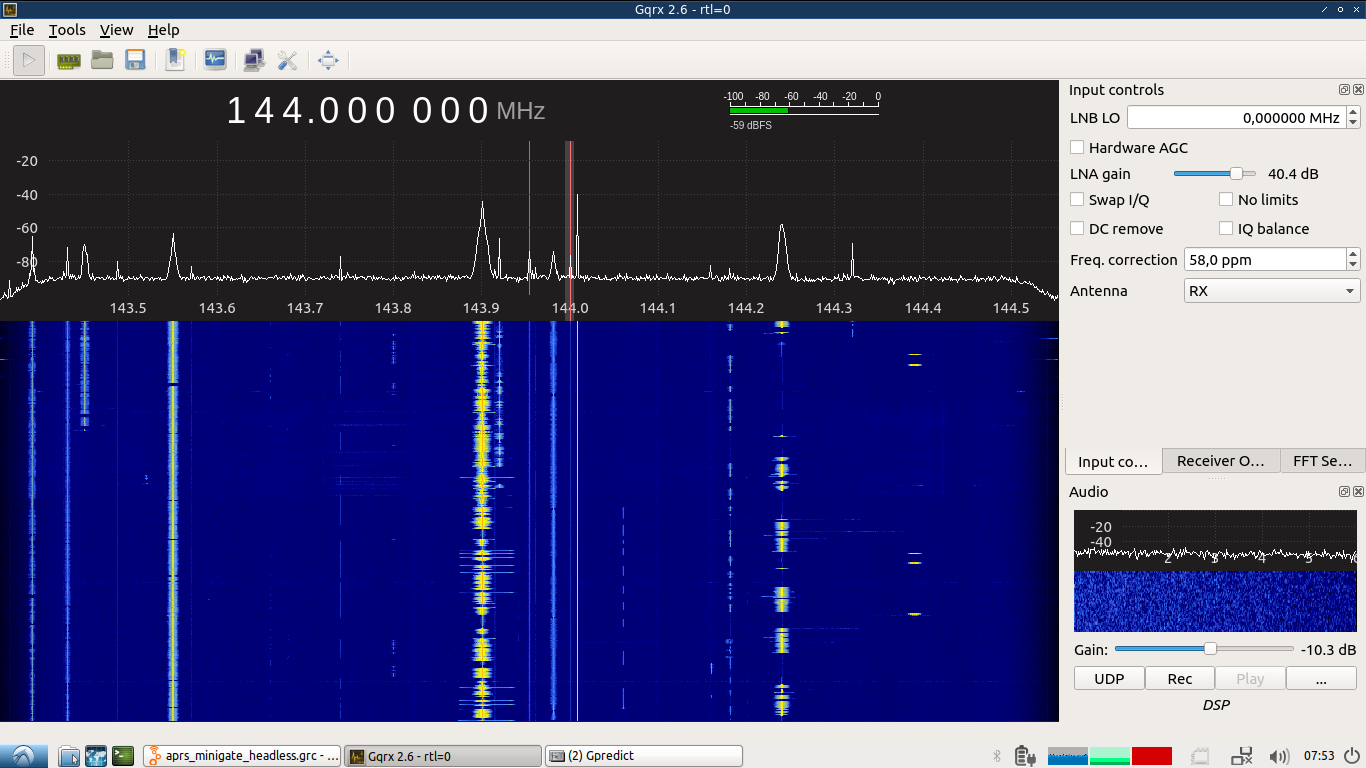 Gqrx 2.6 - rtl=0
File Tools View Help
144.000 000 MHz
-100 -80 -60 -40 -20 0
-59 dBFS
-20
-40
-60
-80
143.5 143.6 143.7 143.8 143.9 144.0 144.1 144.2 144.3 144.4 144.5
Input controls
LNB LO 0,000000 MHz
Hardware AGC
LNA gain 40.4 dB
Swap I/Q No limits
DC remove IQ balance
Freq. correction 58,0 ppm
Antenna RX
Input co... Receiver O... FFT Se...
Audio
-20
-40
2 3 4 5
Gain: -10.3 dB
UDP Rec Play ...
DSP
aprs_minigate_headless.grc - ... Gqrx 2.6 - rtl=0 (2) Gpredict 07:53